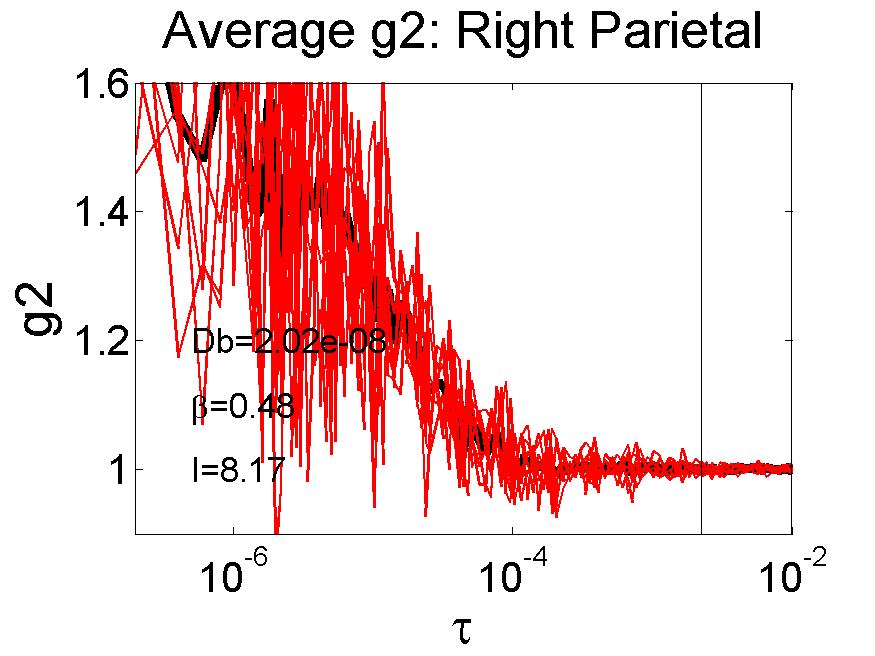 Average g2: Right Parietal
1.6
1.4
1.2
1
g2
Db=2.02e-08
β=0.48
I=8.17
10^-6
10^-4
10^-2
τ